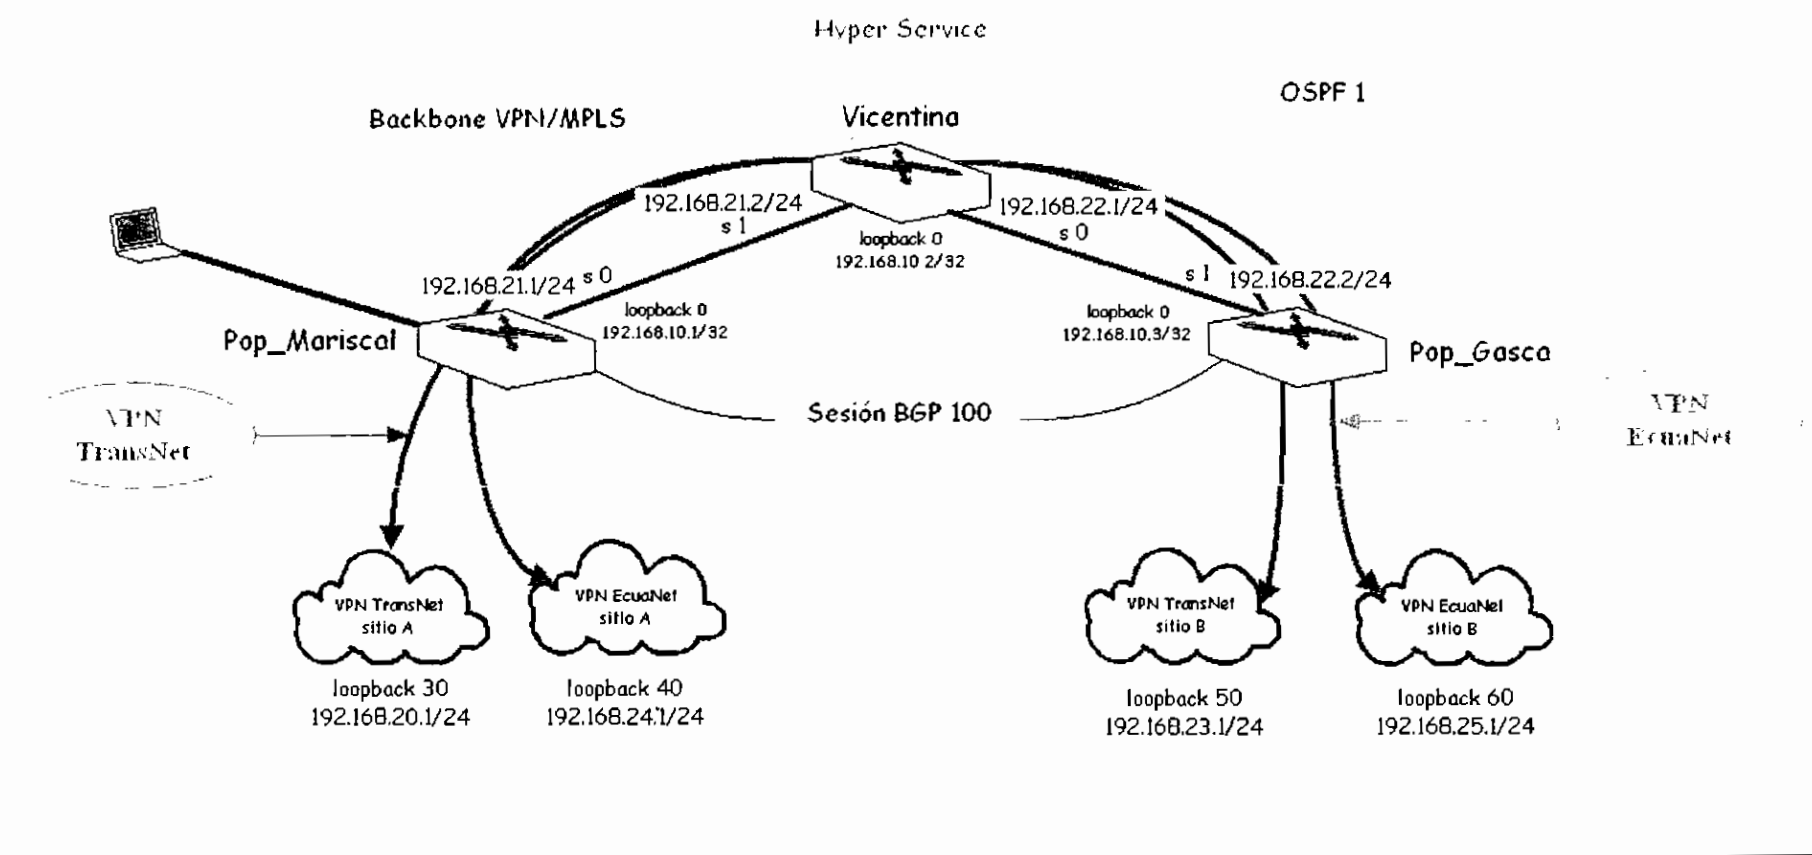 Hyper Service
OSPF 1
Backbone VPN/MPLS
Vicentina
192.168.21.2/24
s 1
192.168.22.1/24
s 0
loopback 0
192.168.10 2/32
192.168.21.1/24
s 0
s 1
192.168.22.2/24
loopback 0
192.168.10.1/32
loopback 0
192.168.10.3/32
Pop_Mariscal
Pop_Gasca
VPN
TransNet
Sesión BGP 100
VPN
EcuaNet
VPN TransNet
sitio A
VPN EcuaNet
sitio A
VPN TransNet
sitio B
VPN EcuaNet
sitio B
loopback 30
192.168.20.1/24
loopback 40
192.168.24.1/24
loopback 50
192.168.23.1/24
loopback 60
192.168.25.1/24